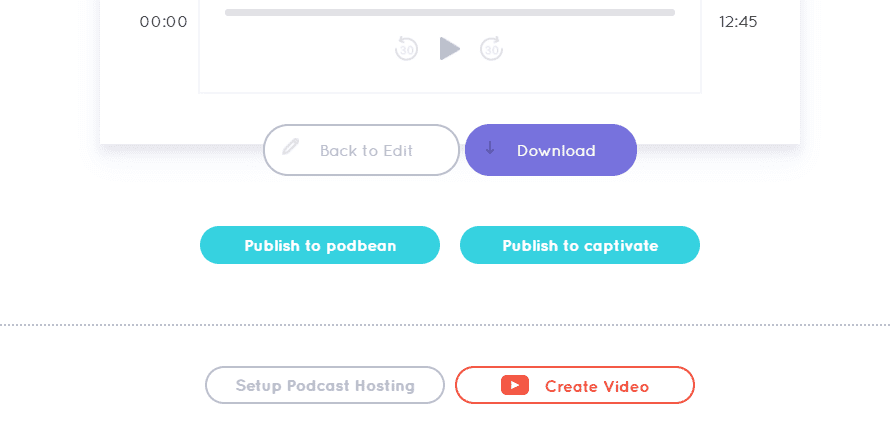 00:00
12:45
30
30
Back to Edit
Download
Publish to podbean
Publish to captivate
Setup Podcast Hosting
Create Video